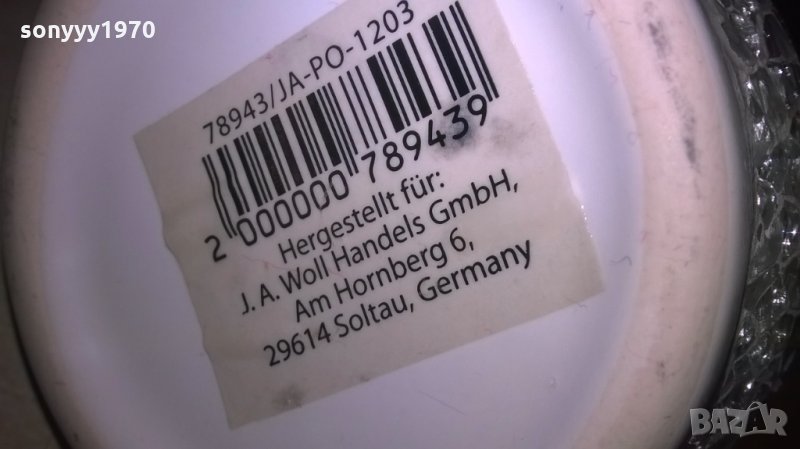 sonyyy1970
78943/JA-PO-1203
2 000000 789439
Hergestellt für:
J. A. Woll Handels GmbH,
Am Hornberg 6,
29614 Soltau, Germany
BAZAR